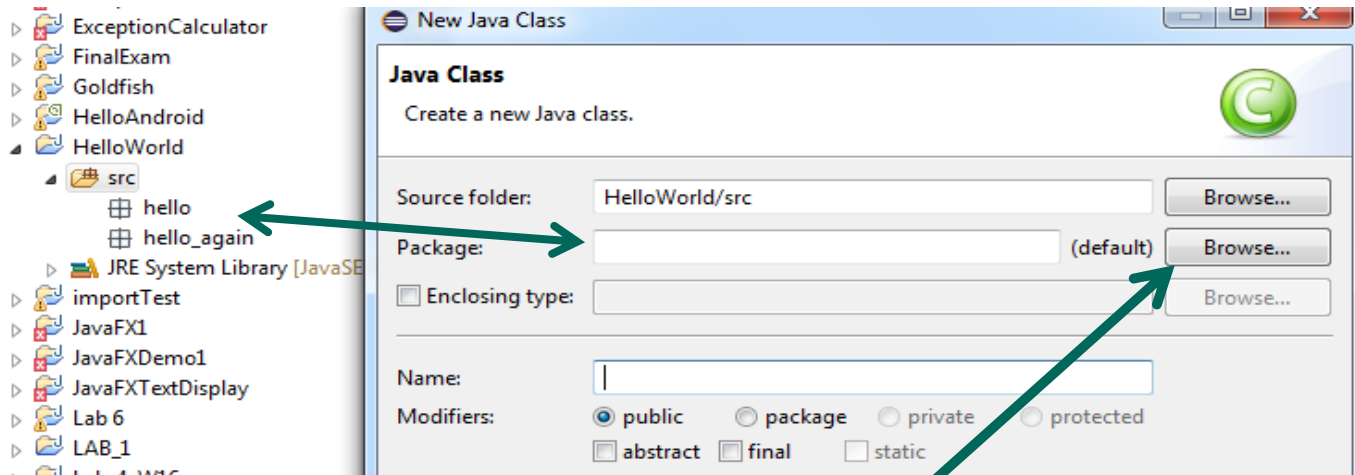 ExceptionCalculator
FinalExam
Goldfish
HelloAndroid
HelloWorld
src
hello
hello_again
JRE System Library [JavaSE
importTest
JavaFX1
JavaFXDemo1
JavaFXTextDisplay
Lab 6
LAB_1
New Java Class
Java Class
Create a new Java class.
C
Source folder: HelloWorld/src Browse...
Package: (default) Browse...
Enclosing type: Browse...
Name:
Modifiers: public package private protected
abstract final static